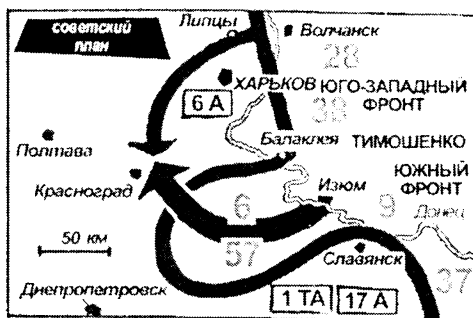 советский
план
Липцы
Волчанск
28
ХАРЬКОВ
ЮГО-ЗАПАДНЫЙ
ФРОНТ
6 А
38
Полтава
Балаклея
ТИМОШЕНКО
ЮЖНЫЙ
ФРОНТ
Красноград
Изюм
6
9
Донец
50 км
57
Славянск
37
Днепропетровск
1 ТА
17 А